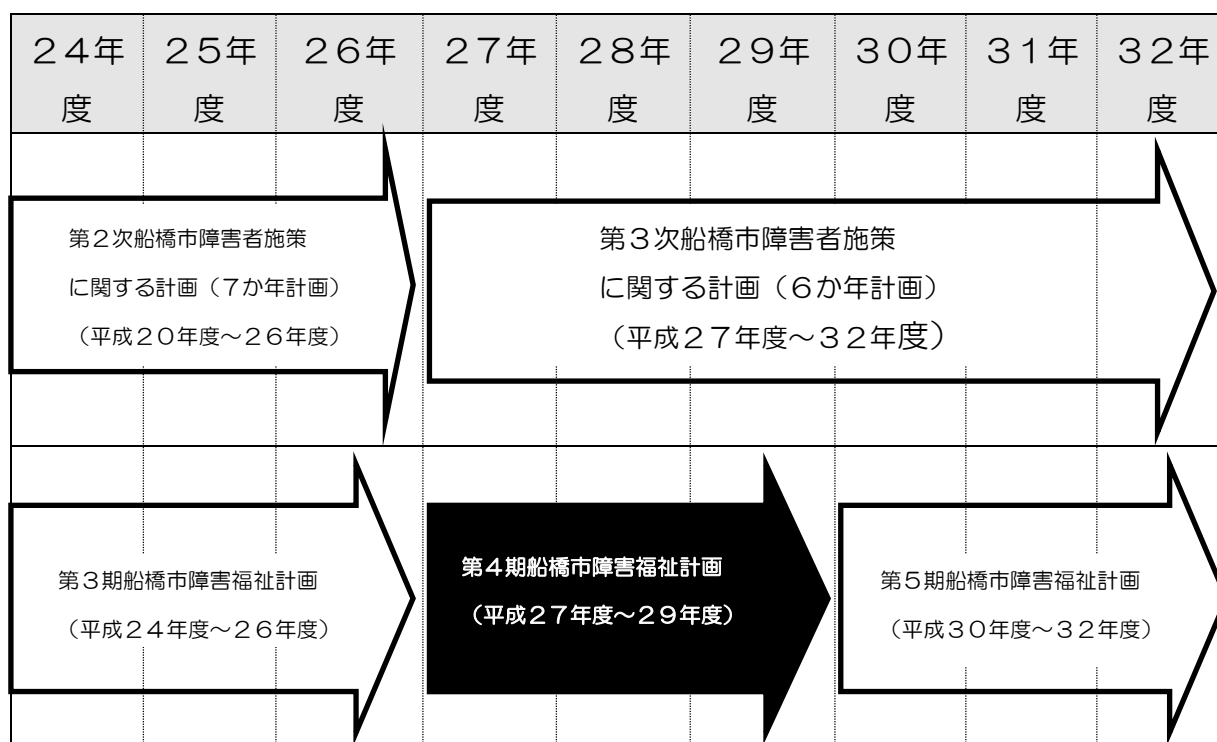 ２４年度 ２５年度 ２６年度 ２７年度 ２８年度 ２９年度 ３０年度 ３１年度 ３２年度
第２次船橋市障害者施策
に関する計画（７か年計画）
（平成２０年度～２６年度）
第３次船橋市障害者施策
に関する計画（６か年計画）
（平成２７年度～３２年度）
第３期船橋市障害福祉計画
（平成２４年度～２６年度）
第４期船橋市障害福祉計画
（平成２７年度～２９年度）
第５期船橋市障害福祉計画
（平成３０年度～３２年度）